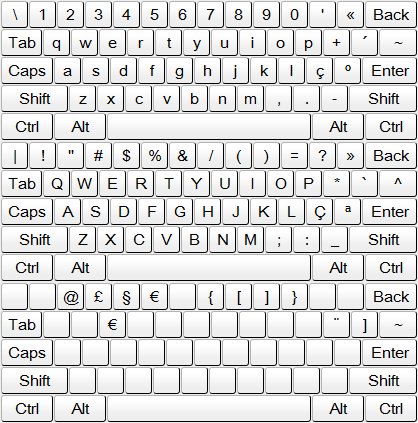 \ 1 2 3 4 5 6 7 8 9 0 ' « Back
Tab q w e r t y u i o p + ´ ~
Caps a s d f g h j k l ç º Enter
Shift z x c v b n m , . - Shift
Ctrl Alt Alt Ctrl
| ! " # $ % & / ( ) = ? » Back
Tab Q W E R T Y U I O P * ` ^
Caps A S D F G H J K L Ç ª Enter
Shift Z X C V B N M ; : _ Shift
Ctrl Alt Alt Ctrl
@ £ § € { [ ] } Back
Tab € ¨ ] ~
Caps Enter
Shift Shift
Ctrl Alt Alt Ctrl